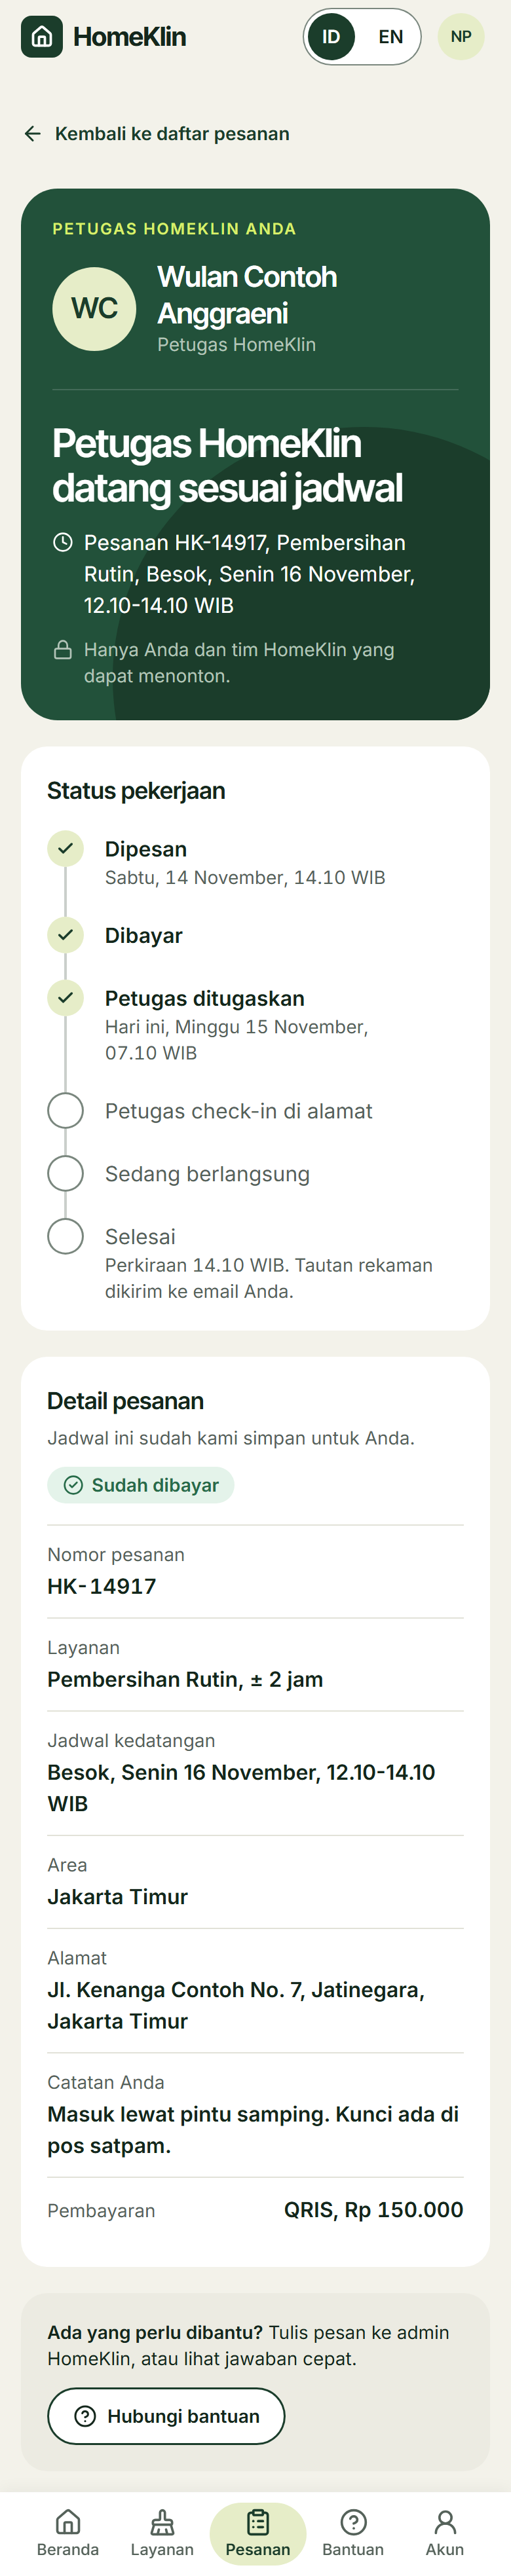 HomeKlin
ID EN
NP
Kembali ke daftar pesanan
PETUGAS HOMEKLIN ANDA
WC
Wulan Contoh
Anggraeni
Petugas HomeKlin
Petugas HomeKlin
datang sesuai jadwal
Pesanan HK-14917, Pembersihan
Rutin, Besok, Senin 16 November,
12.10-14.10 WIB
Hanya Anda dan tim HomeKlin yang
dapat menonton.
Status pekerjaan
Dipesan
Sabtu, 14 November, 14.10 WIB
Dibayar
Petugas ditugaskan
Hari ini, Minggu 15 November,
07.10 WIB
Petugas check-in di alamat
Sedang berlangsung
Selesai
Perkiraan 14.10 WIB. Tautan rekaman
dikirim ke email Anda.
Detail pesanan
Jadwal ini sudah kami simpan untuk Anda.
Sudah dibayar
Nomor pesanan
HK-14917
Layanan
Pembersihan Rutin, ± 2 jam
Jadwal kedatangan
Besok, Senin 16 November, 12.10-14.10
WIB
Area
Jakarta Timur
Alamat
Jl. Kenanga Contoh No. 7, Jatinegara,
Jakarta Timur
Catatan Anda
Masuk lewat pintu samping. Kunci ada di
pos satpam.
Pembayaran QRIS, Rp 150.000
Ada yang perlu dibantu? Tulis pesan ke admin
HomeKlin, atau lihat jawaban cepat.
Hubungi bantuan
Beranda Layanan Pesanan Bantuan Akun